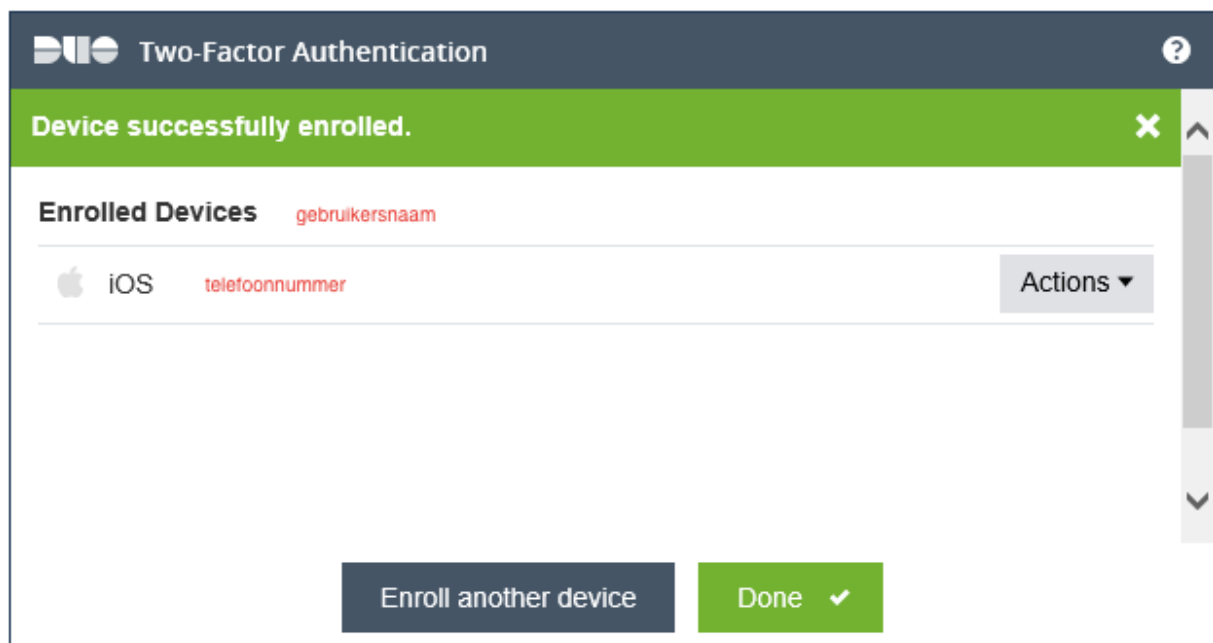 DUO Two-Factor Authentication ?
Device successfully enrolled.
Enrolled Devices gebruikersnaam
iOS telefoonnummer Actions
Enroll another device Done